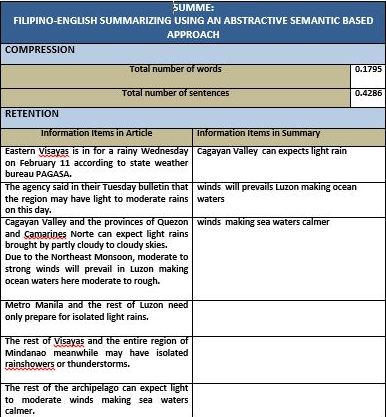 SUMME:
FILIPINO-ENGLISH SUMMARIZING USING AN ABSTRACTIVE SEMANTIC BASED
APPROACH
COMPRESSION
Total number of words 0.1795
Total number of sentences 0.4286
RETENTION
Information Items in Article Information Items in Summary
Eastern Visayas is in for a rainy Wednesday
on February 11 according to state weather
bureau PAGASA.
Cagayan Valley can expects light rain
The agency said in their Tuesday bulletin that
the region may have light to moderate rains
on this day.
winds will prevails Luzon making ocean
waters
Cagayan Valley and the provinces of Quezon
and Camarines Norte can expect light rains
brought by partly cloudy to cloudy skies.
Due to the Northeast Monsoon, moderate to
strong winds will prevail in Luzon making
ocean waters here moderate to rough.
winds making sea waters calmer
Metro Manila and the rest of Luzon need
only prepare for isolated light rains.
The rest of Visayas and the entire region of
Mindanao meanwhile may have isolated
rainshowers or thunderstorms.
The rest of the archipelago can expect light
to moderate winds making sea waters
calmer.